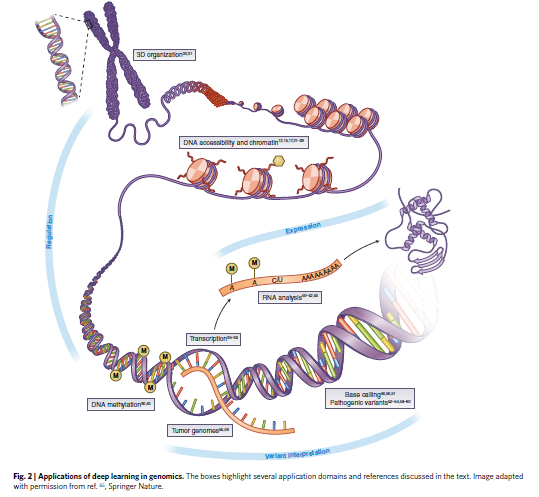 3D organization
DNA accessibility and chromatin
Regulation
Expression
M
M
A
A
C/U
AAAAAAAAA
RNA analysis
Transcription
M
M
M
M
DNA methylation
Base calling
Pathogenic variants
Tumor genomes
Variant interpretation
Fig. 2 | Applications of deep learning in genomics. The boxes highlight several application domains and references discussed in the text. Image adapted
with permission from ref. , Springer Nature.